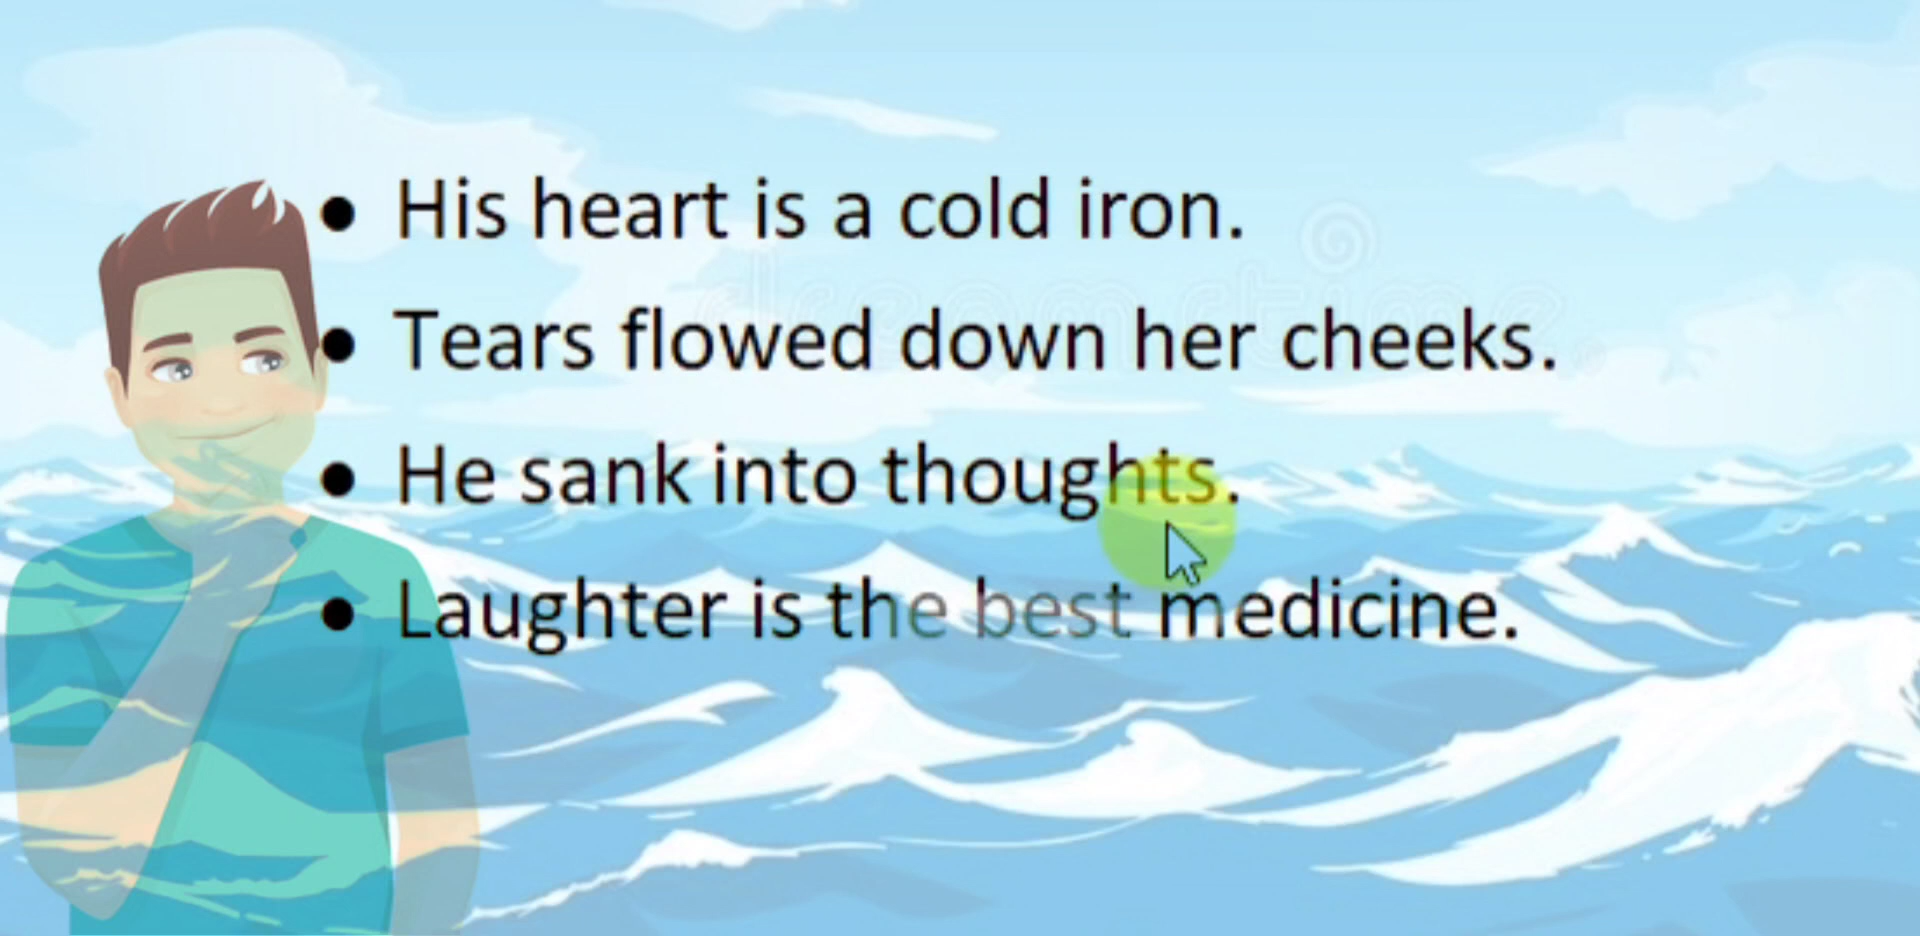 • His heart is a cold iron.
• Tears flowed down her cheeks.
• He sank into thoughts.
• Laughter is the best medicine.
dreamstime